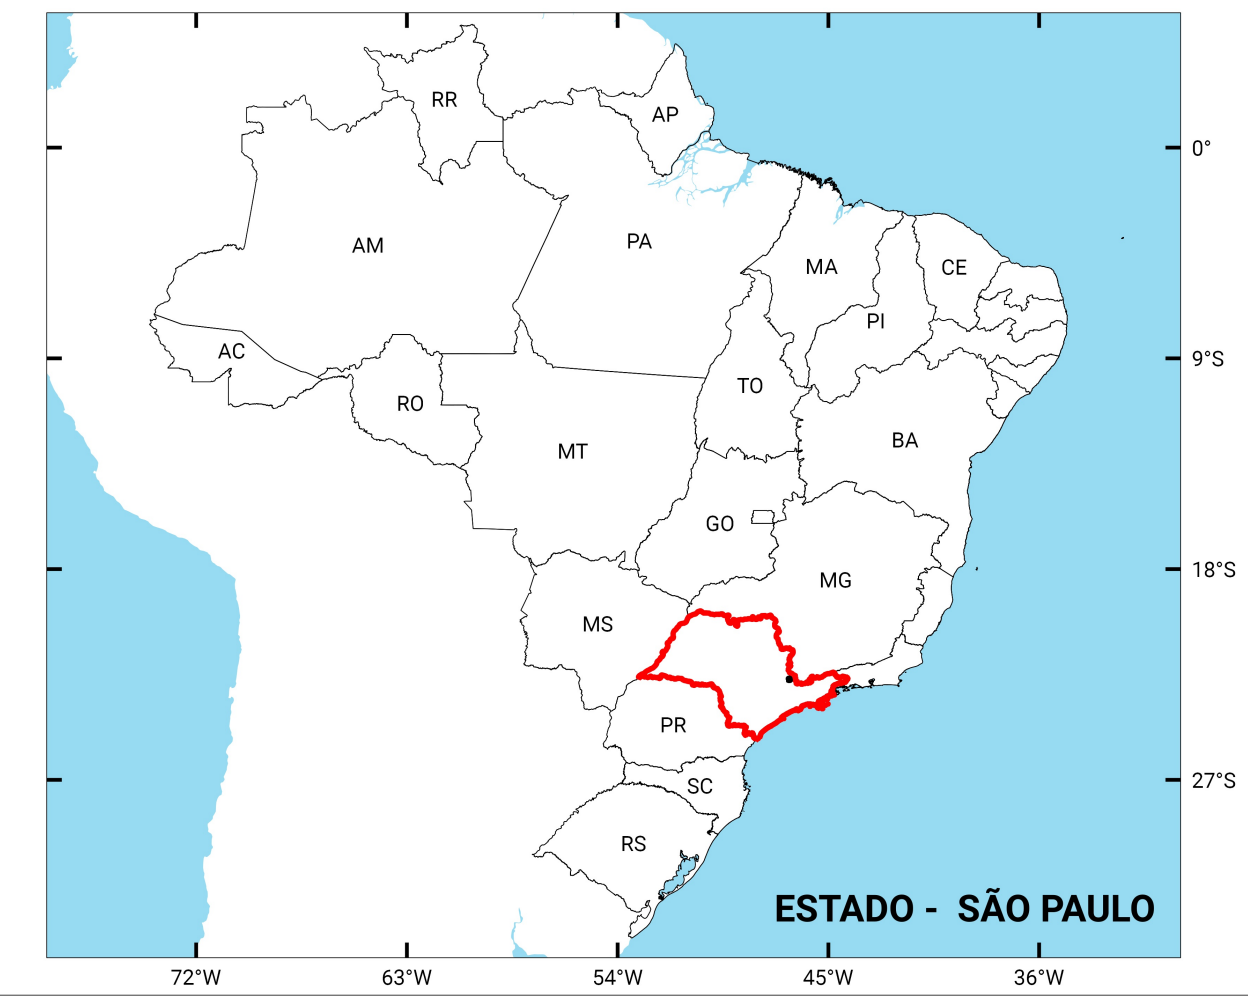 RR
AP
0°
AM
PA
MA
CE
PI
AC
9°S
TO
RO
BA
MT
GO
18°S
MG
MS
PR
27°S
SC
RS
ESTADO - SÃO PAULO
72°W 63°W 54°W 45°W 36°W